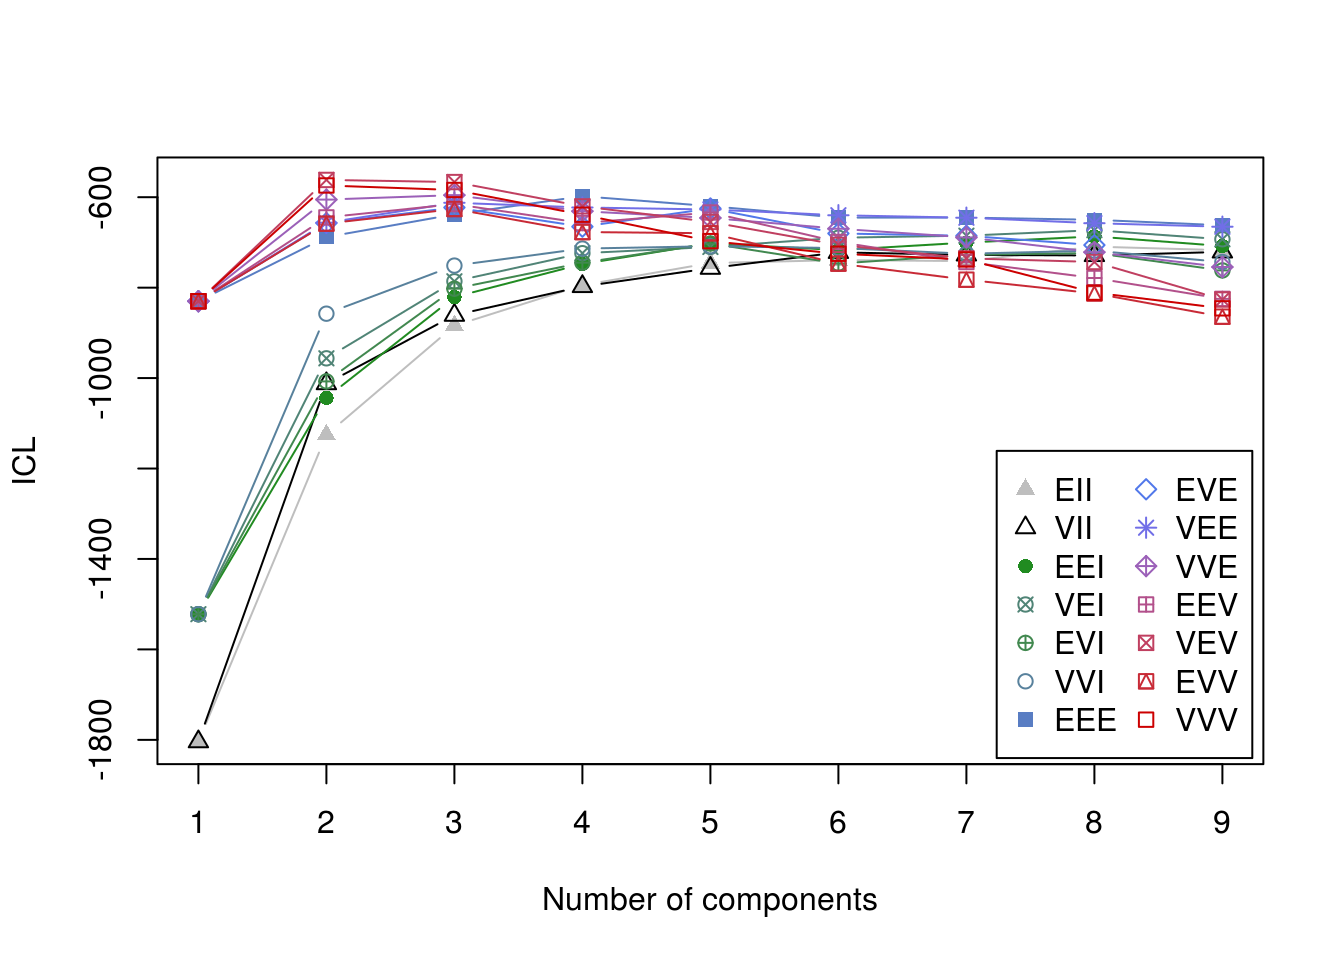 -600
-1000
-1400
-1800
ICL
EII EVE
VII VEE
EEI VVE
VEI EEV
EVI VEV
VVI EVV
EEE VVV
1 2 3 4 5 6 7 8 9
Number of components